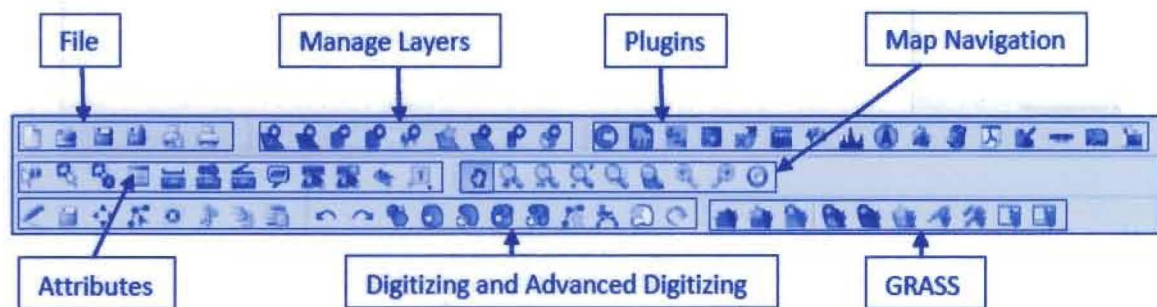 File
Manage Layers
Plugins
Map Navigation
Attributes
Digitizing and Advanced Digitizing
GRASS